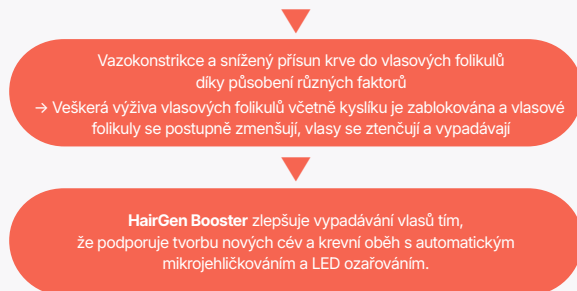 Vazokonstrikce a snížený přísun krve do vlasových folikulů
díky působení různých faktorů
→ Veškerá výživa vlasových folikulů včetně kyslíku je zablokována a vlasové
folikuly se postupně zmenšují, vlasy se ztenčují a vypadávají
HairGen Booster zlepšuje vypadávání vlasů tím,
že podporuje tvorbu nových cév a krevní oběh s automatickým
mikrojehličkováním a LED ozařováním.